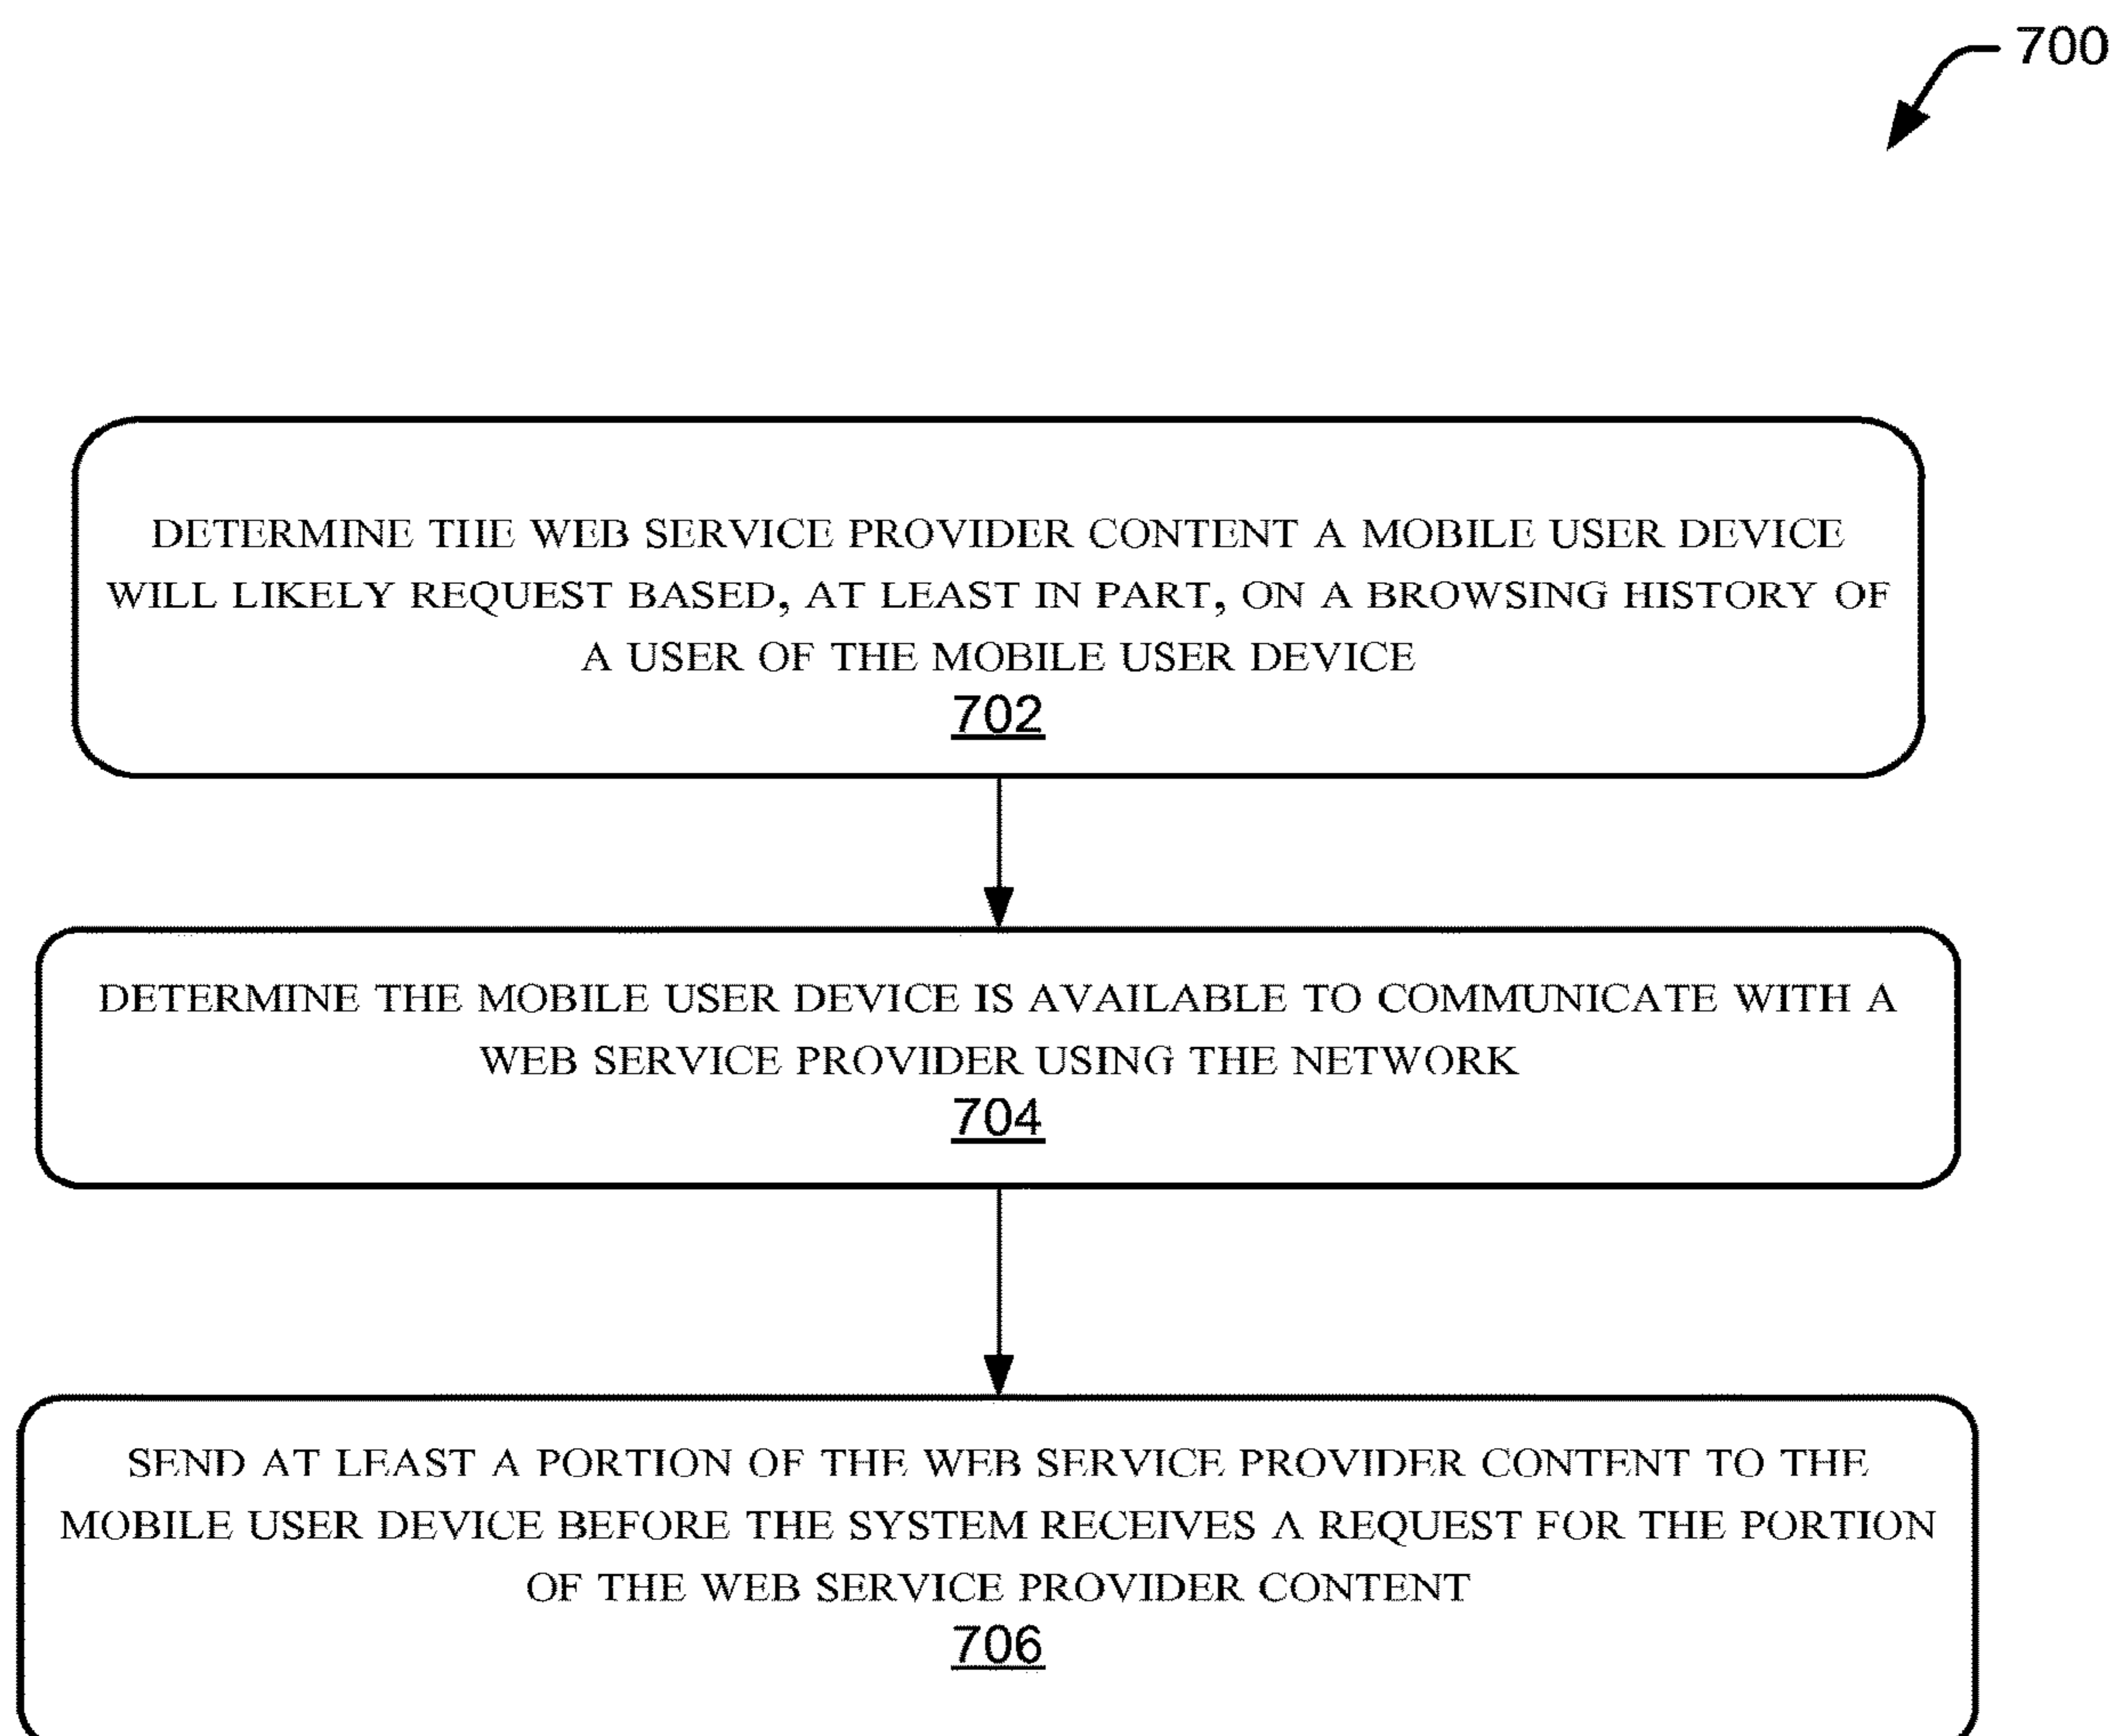 700
DETERMINE THE WEB SERVICE PROVIDER CONTENT A MOBILE USER DEVICE
WILL LIKELY REQUEST BASED, AT LEAST IN PART, ON A BROWSING HISTORY OF
A USER OF THE MOBILE USER DEVICE
702
DETERMINE THE MOBILE USER DEVICE IS AVAILABLE TO COMMUNICATE WITH A
WEB SERVICE PROVIDER USING THE NETWORK
704
SEND AT LEAST A PORTION OF THE WEB SERVICE PROVIDER CONTENT TO THE
MOBILE USER DEVICE BEFORE THE SYSTEM RECEIVES A REQUEST FOR THE PORTION
OF THE WEB SERVICE PROVIDER CONTENT
706